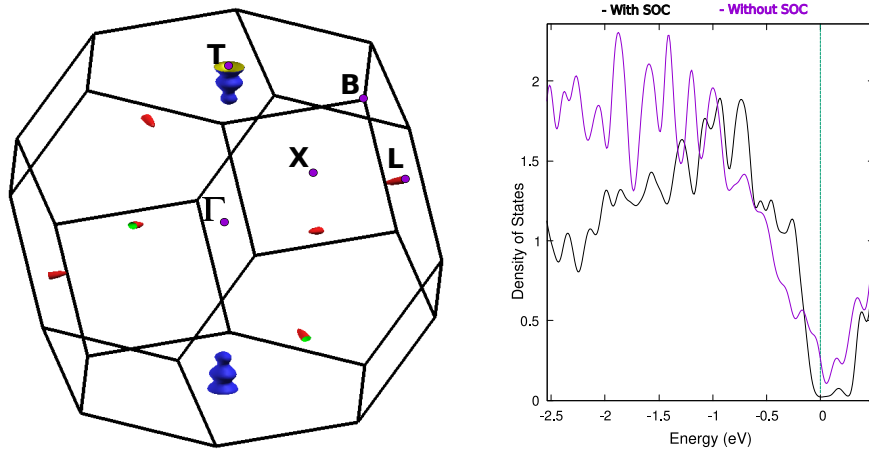 T
B
X
L
Γ
- With SOC - Without SOC
Density of States
2
1.5
1
0.5
0
-2.5 -2 -1.5 -1 -0.5 0
Energy (eV)